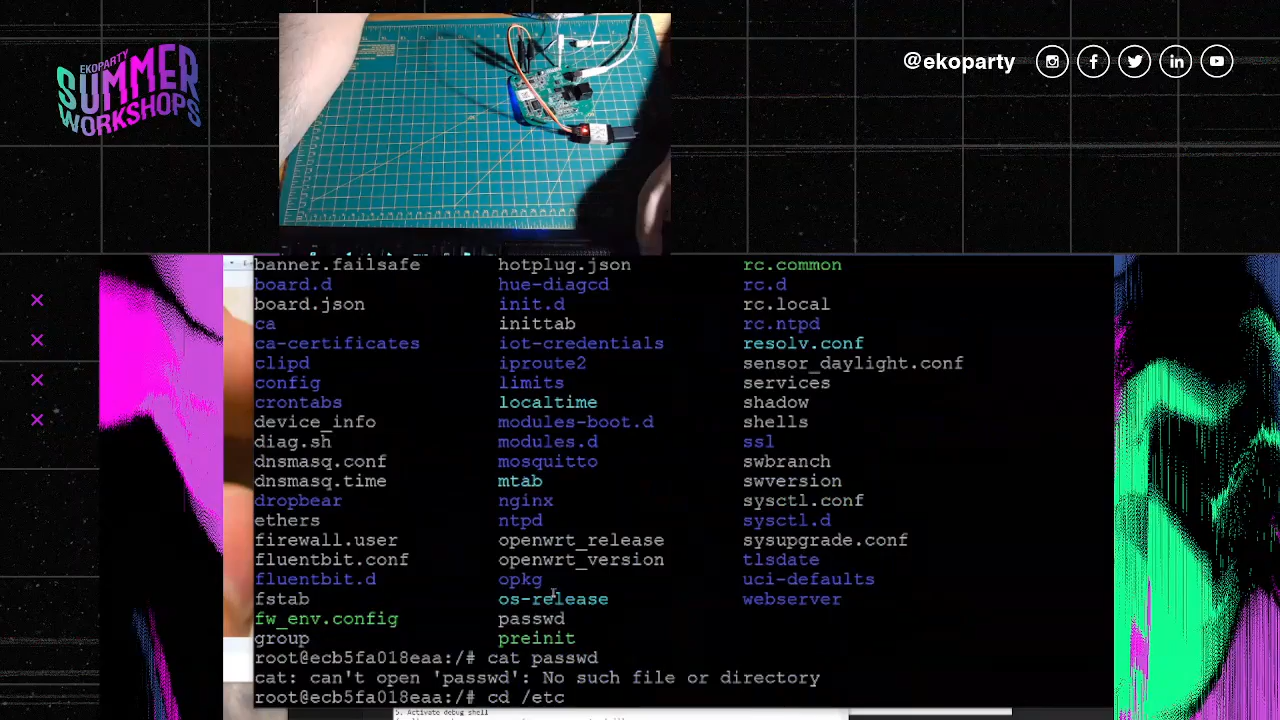 EKOPARTY
SUMMER
WORKSHOPS
@ekoparty
banner.failsafe hotplug.json rc.common
board.d hue-diagcd rc.d
board.json init.d rc.local
ca inittab rc.ntpd
ca-certificates iot-credentials resolv.conf
clipd iproute2 sensor_daylight.conf
config limits services
crontabs localtime shadow
device_info modules-boot.d shells
diag.sh modules.d ssl
dnsmasq.conf mosquitto swbranch
dnsmasq.time mtab swversion
dropbear nginx sysctl.conf
ethers ntpd sysctl.d
firewall.user openwrt_release sysupgrade.conf
fluentbit.conf openwrt_version tlsdate
fluentbit.d opkg uci-defaults
fstab os-release webserver
fw_env.config passwd
group preinit
root@ecb5fa018eaa:/# cat passwd
cat: can't open 'passwd': No such file or directory
root@ecb5fa018eaa:/# cd /etc
5. Activate debug shell